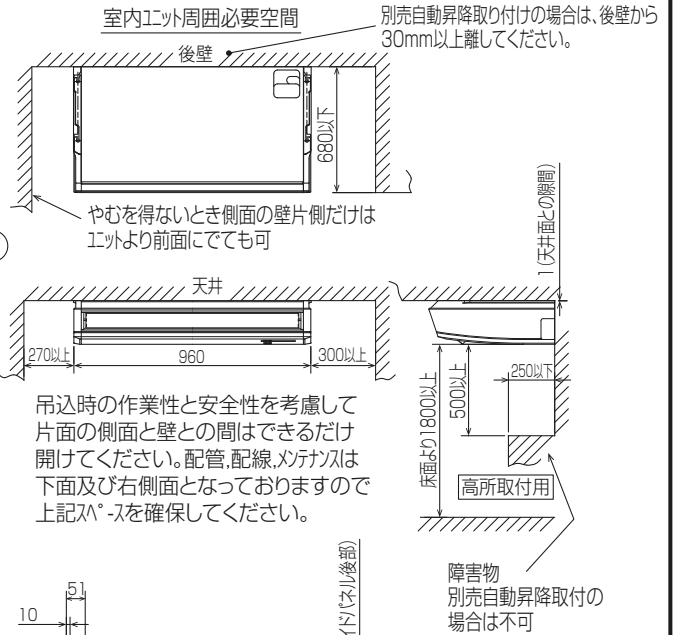 室内ユニット周囲必要空間
別売自動昇降取り付けの場合は、後壁から
30mm以上離してください。
後壁
680以下
やむを得ないとき側面の壁片側だけは
ユニットより前面にでても可
1(天井面との隙間)
天井
270以上
960
300以上
床面より1800以上
500以上
250以下
吊込時の作業性と安全性を考慮して
片面の側面と壁との間はできるだけ
開けてください。配管,配線,メンテナンスは
下面及び右側面となっておりますので
上記スペースを確保してください。
高所取付用
障害物
別売自動昇降取付の
場合は不可
51
10
イドパネル後部)